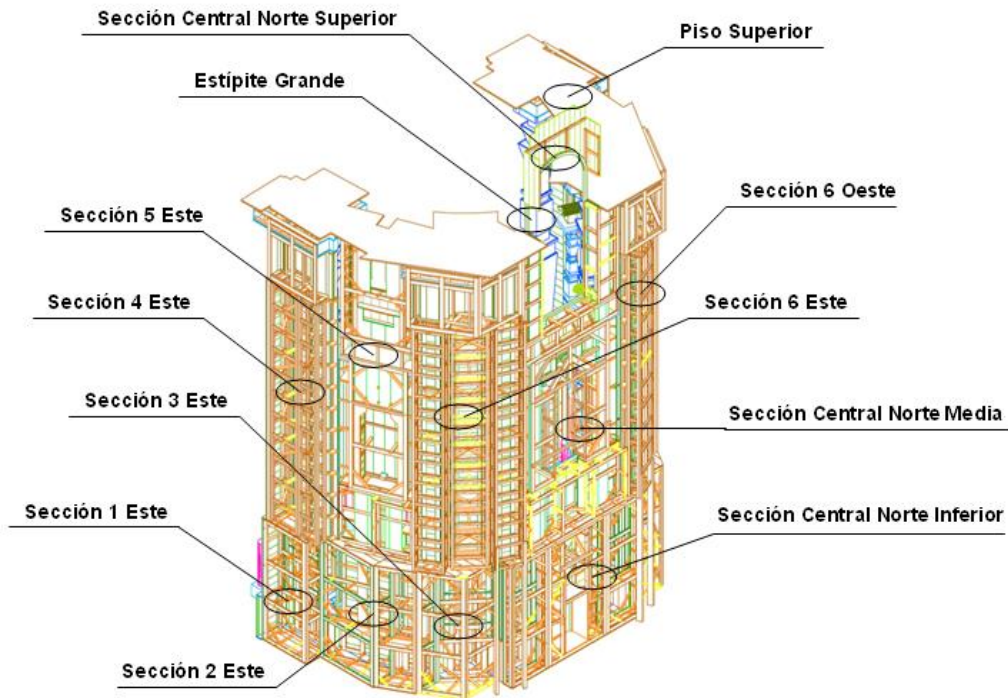 Sección Central Norte Superior
Piso Superior
Estípite Grande
Sección 6 Oeste
Sección 5 Este
Sección 4 Este
Sección 6 Este
Sección 3 Este
Sección Central Norte Media
Sección 1 Este
Sección Central Norte Inferior
Sección 2 Este